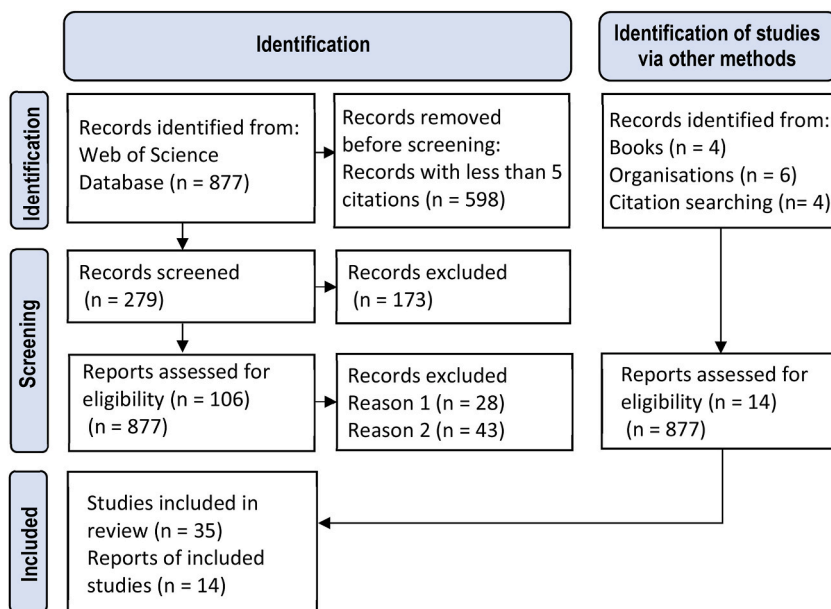 Identification
Identification of studies
via other methods
Identification
Records identified from:
Web of Science
Database (n = 877)
Records removed
before screening:
Records with less than 5
citations (n = 598)
Records identified from:
Books (n = 4)
Organisations (n = 6)
Citation searching (n= 4)
Screening
Records screened
(n = 279)
Records excluded
(n = 173)
Reports assessed for
eligibility (n = 106)
(n = 877)
Records excluded
Reason 1 (n = 28)
Reason 2 (n = 43)
Reports assessed for
eligibility (n = 14)
(n = 877)
Included
Studies included in
review (n = 35)
Reports of included
studies (n = 14)